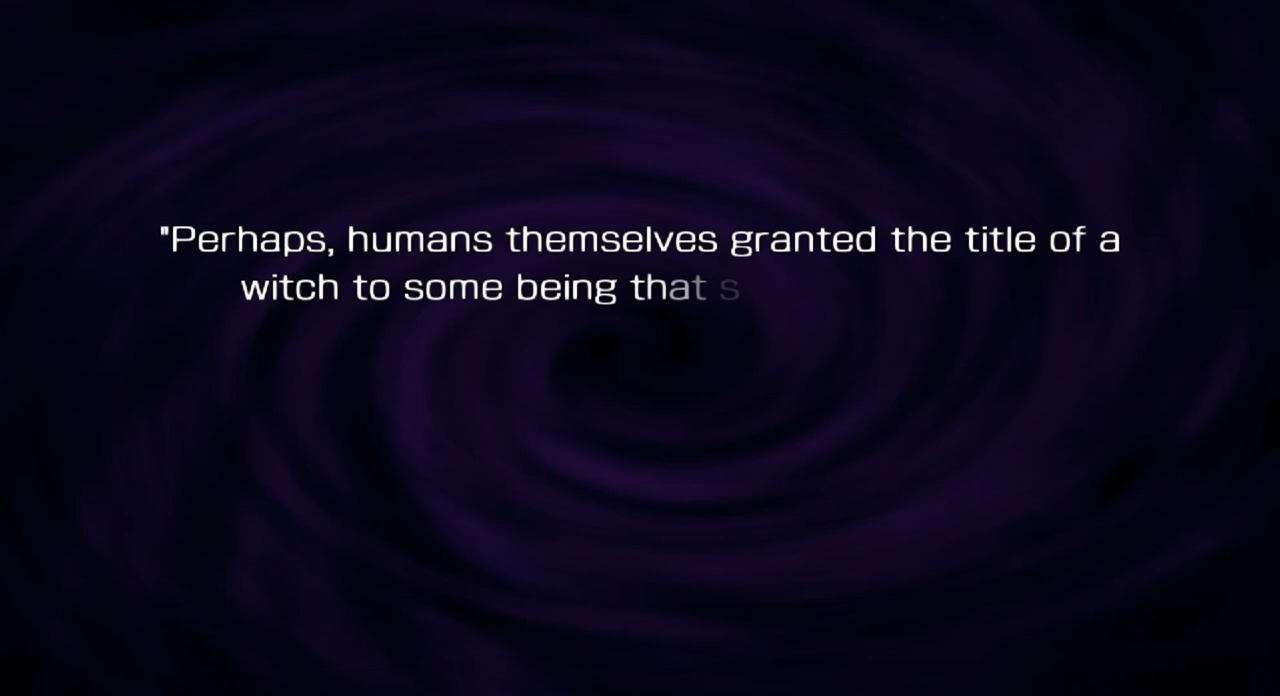 "Perhaps, humans themselves granted the title of a
witch to some being that s